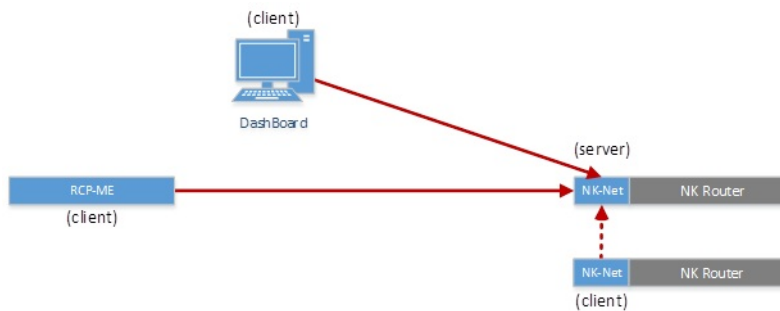 (client)
DashBoard
(server)
RCP-ME
NK-Net
NK Router
(client)
NK-Net
NK Router
(client)